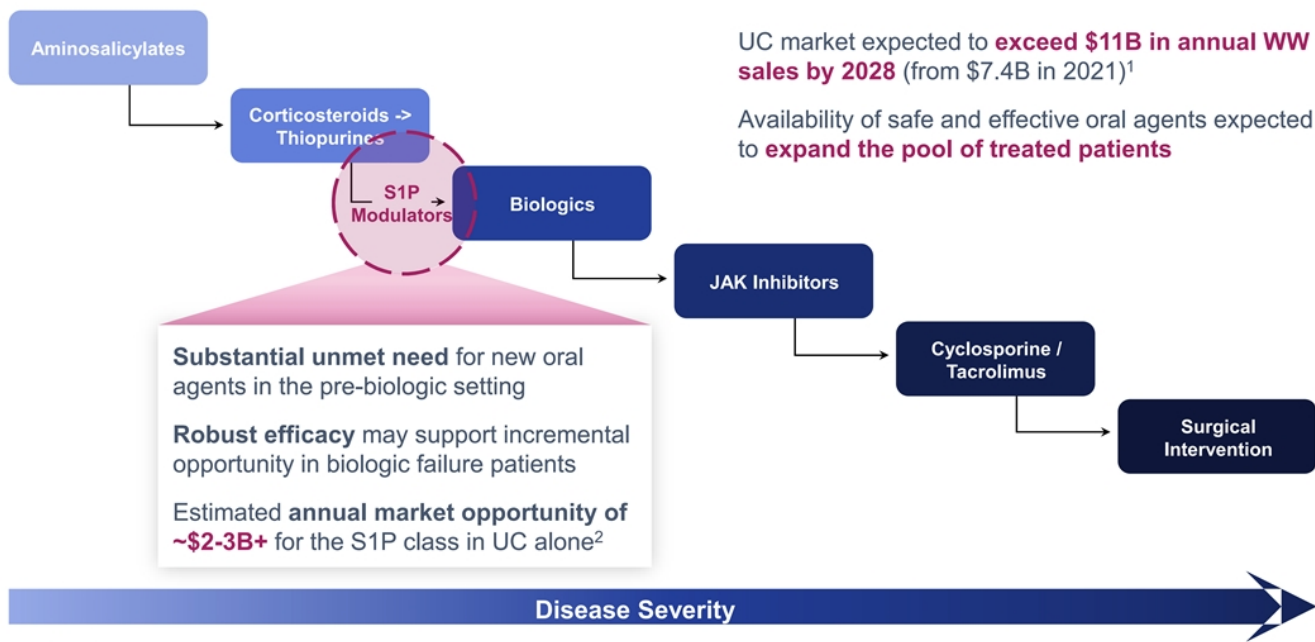 Aminosalicylates
UC market expected to exceed $11B in annual WW
sales by 2028 (from $7.4B in 2021)1
Availability of safe and effective oral agents expected
to expand the pool of treated patients
Corticosteroids ->
Thiopurines
S1P
Modulators
Biologics
JAK Inhibitors
Cyclosporine /
Tacrolimus
Surgical
Intervention
Substantial unmet need for new oral
agents in the pre-biologic setting
Robust efficacy may support incremental
opportunity in biologic failure patients
Estimated annual market opportunity of
~$2-3B+ for the S1P class in UC alone2
Disease Severity